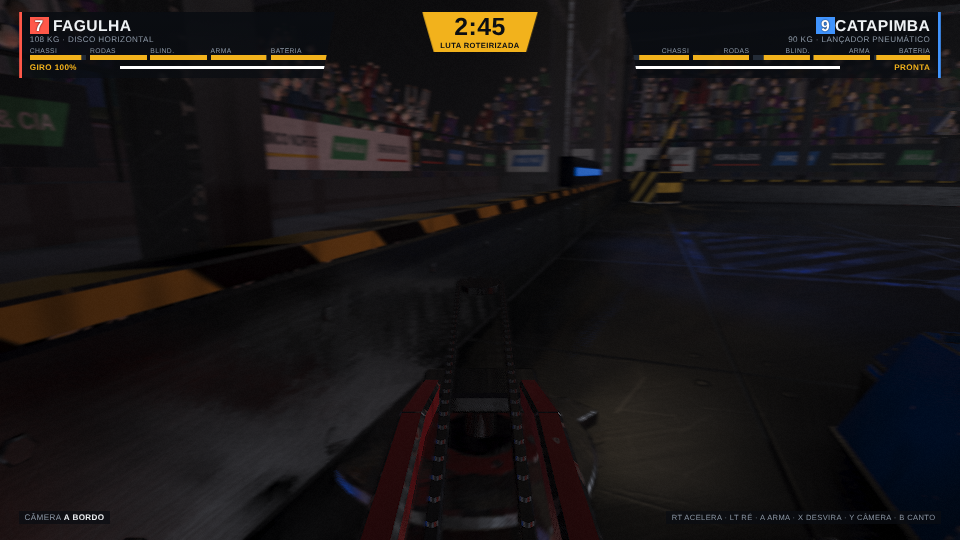 7 FAGULHA
108 KG · DISCO HORIZONTAL
CHASSI RODAS BLIND. ARMA BATERIA
GIRO 100%
2:45
LUTA ROTEIRIZADA
9 CATAPIMBA
90 KG · LANÇADOR PNEUMÁTICO
CHASSI RODAS BLIND. ARMA BATERIA
PRONTA
& CIA
CÂMERA A BORDO
RT ACELERA · LT RÉ · A ARMA · X DESVIRA · Y CÂMERA · B CANTO